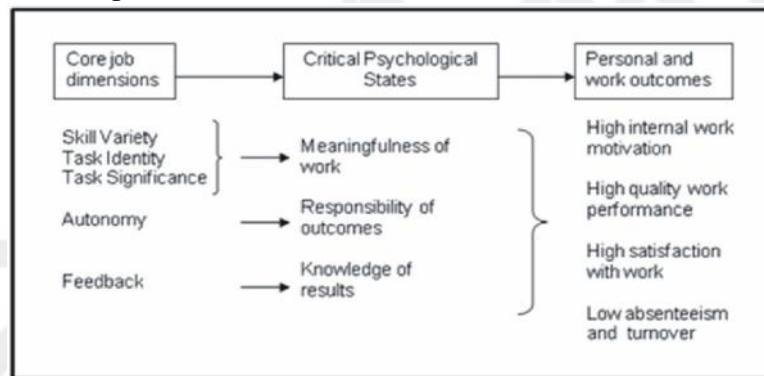 Core job
dimensions
Critical Psychological
States
Personal and
work outcomes
Skill Variety
Task Identity
Task Significance
Meaningfulness of
work
Autonomy
Responsibility of
outcomes
Feedback
Knowledge of
results
High internal work
motivation
High quality work
performance
High satisfaction
with work
Low absenteeism
and turnover